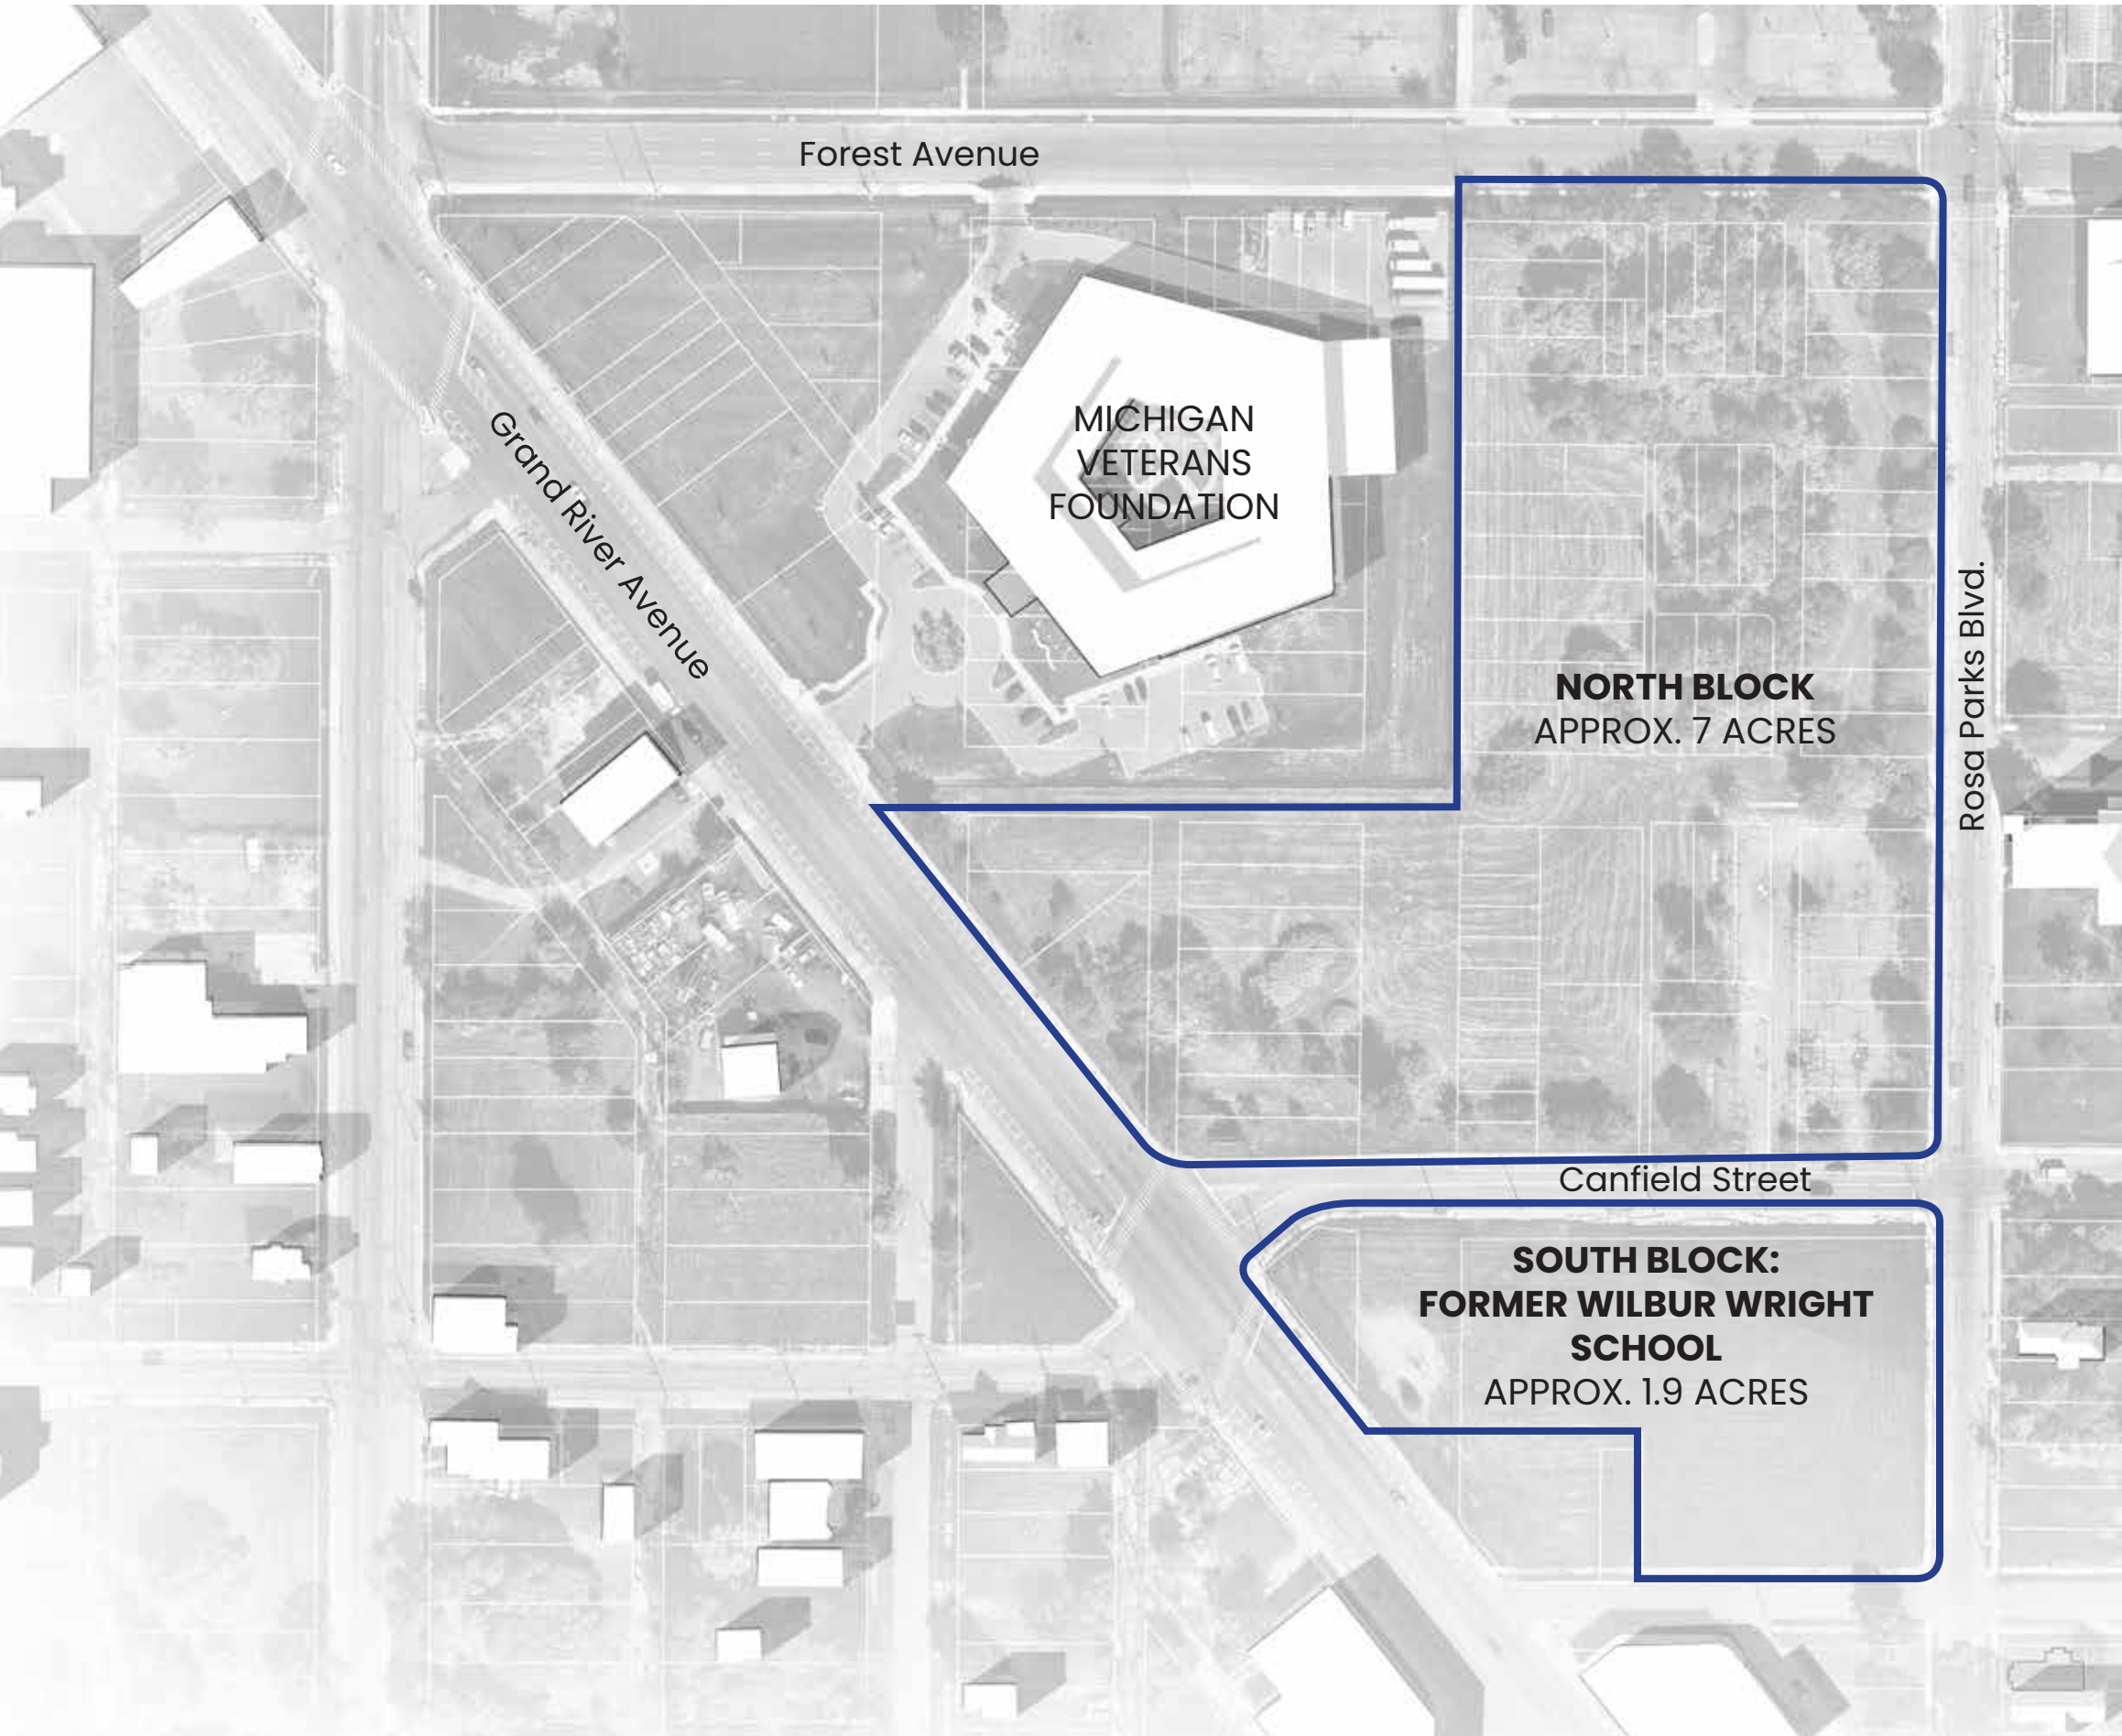 Forest Avenue
MICHIGAN
VETERANS
FOUNDATION
Grand River Avenue
NORTH BLOCK
APPROX. 7 ACRES
Rosa Parks Blvd.
Canfield Street
SOUTH BLOCK:
FORMER WILBUR WRIGHT
SCHOOL
APPROX. 1.9 ACRES